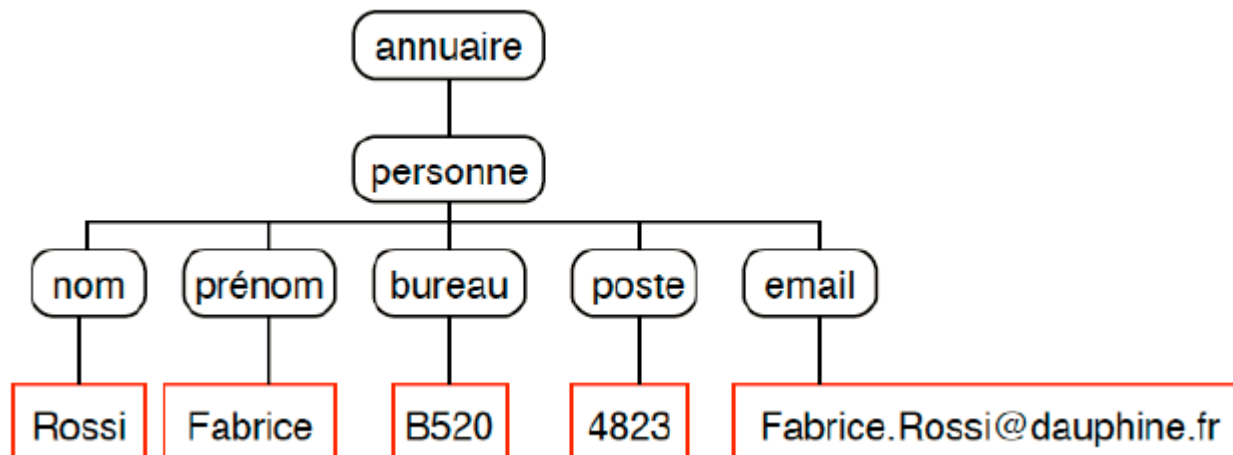 annuaire
personne
nom prénom bureau poste email
Rossi Fabrice B520 4823 Fabrice.Rossi@dauphine.fr